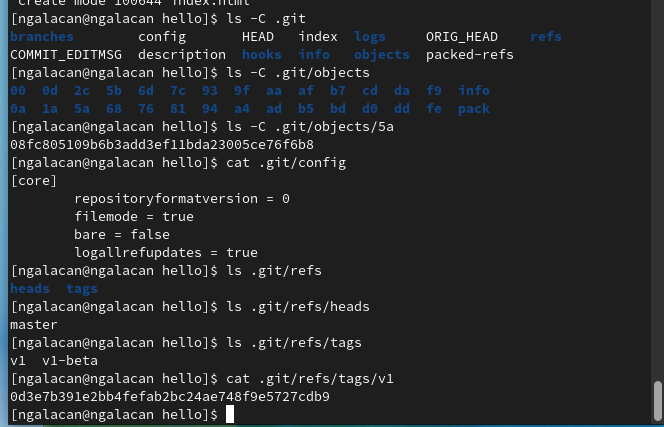 create mode 100644 index.html
[ngalacan@ngalacan hello]$ ls -C .git
branches config HEAD index logs ORIG_HEAD refs
COMMIT_EDITMSG description hooks info objects packed-refs
[ngalacan@ngalacan hello]$ ls -C .git/objects
00 0d 2c 5b 6d 7c 93 9f aa af b7 cd da f9 info
0a 1a 5a 68 76 81 94 a4 ad b5 bd d0 dd fe pack
[ngalacan@ngalacan hello]$ ls -C .git/objects/5a
08fc805109b6b3add3ef11bda23005ce76f6b8
[ngalacan@ngalacan hello]$ cat .git/config
[core]
repositoryformatversion = 0
filemode = true
bare = false
logallrefupdates = true
[ngalacan@ngalacan hello]$ ls .git/refs
heads tags
[ngalacan@ngalacan hello]$ ls .git/refs/heads
master
[ngalacan@ngalacan hello]$ ls .git/refs/tags
v1 v1-beta
[ngalacan@ngalacan hello]$ cat .git/refs/tags/v1
0d3e7b391e2bb4fefab2bc24ae748f9e5727cdb9
[ngalacan@ngalacan hello]$